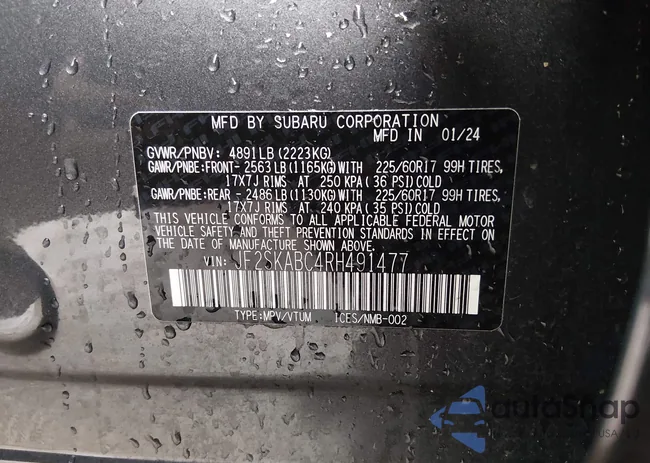 MFD BY SUBARU CORPORATION
MFD IN 01/24
GVWR/PNBV: 4891LB (2223KG)
GAWR/PNBE: FRONT- 2563 LB (1165KG) WITH 225/60R17 99H TIRES,
17X7J RIMS AT 250 KPA ( 36 PSI) COLD
GAWR/PNBE: REAR - 2486 LB (1130KG) WITH 225/60R17 99H TIRES,
17X7J RIMS AT 240 KPA ( 35 PSI) COLD
THIS VEHICLE CONFORMS TO ALL APPLICABLE FEDERAL MOTOR
VEHICLE SAFETY AND THEFT PREVENTION STANDARDS IN EFFECT
ON THE DATE OF MANUFACTURE SHOWN ABOVE.
VIN: JF2SKABC4RH491477
TYPE:MPV/VTUM ICES/NMB-002
autoSnap
USA